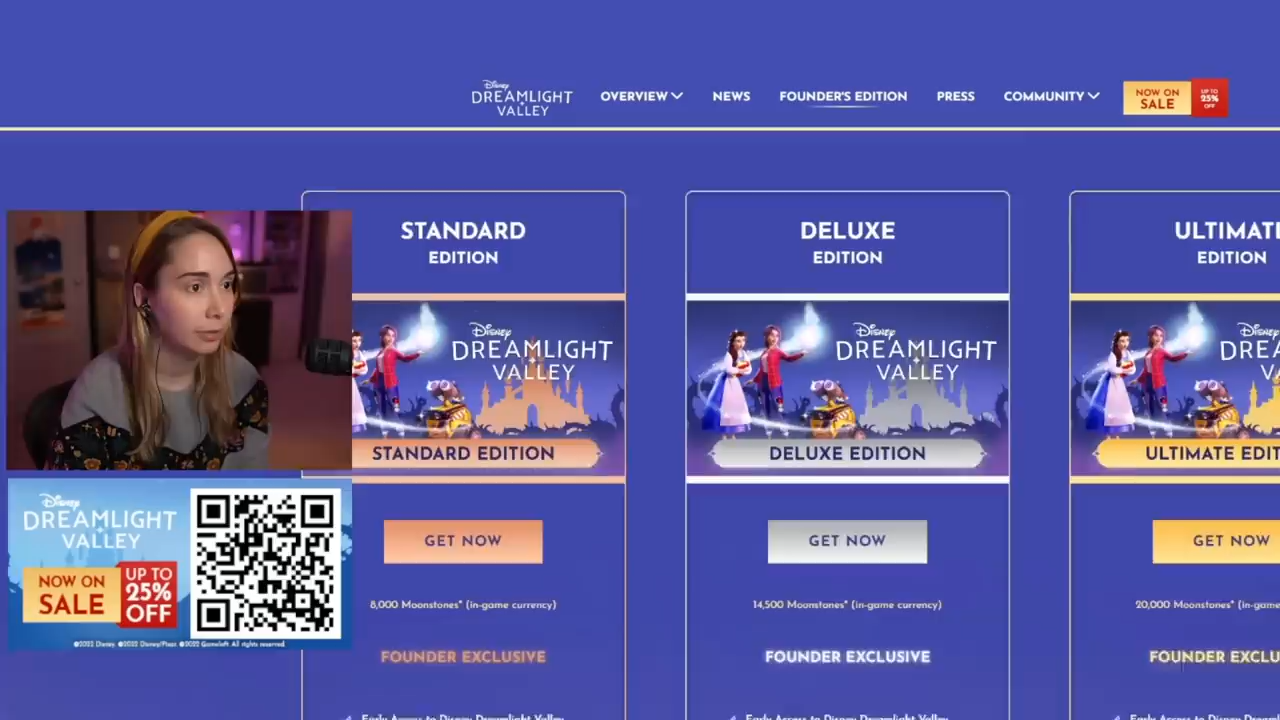 Disney
DREAMLIGHT
VALLEY
OVERVIEW
NEWS
FOUNDER'S EDITION
PRESS
COMMUNITY
NOW ON
SALE
UP TO
25%
OFF
STANDARD
EDITION
DELUXE
EDITION
ULTIMATE
EDITION
Disney
DREAMLIGHT
VALLEY
STANDARD EDITION
Disney
DREAMLIGHT
VALLEY
DELUXE EDITION
Disney
DREA
VA
ULTIMATE EDIT
GET NOW
GET NOW
GET NOW
8,000 Moonstones* (in-game currency)
14,500 Moonstones* (in-game currency)
20,000 Moonstones* (in-game
FOUNDER EXCLUSIVE
FOUNDER EXCLUSIVE
FOUNDER EXCLU
Early Access to Disney Dreamlight Valley
Early Access to Disney Dreamlight Valley
Early Access to Disney
Disney
DREAMLIGHT
VALLEY
NOW ON
SALE
UP TO
25%
OFF
©2022 Disney. ©2022 Disney/Pixar. ©2022 Gameloft. All rights reserved.